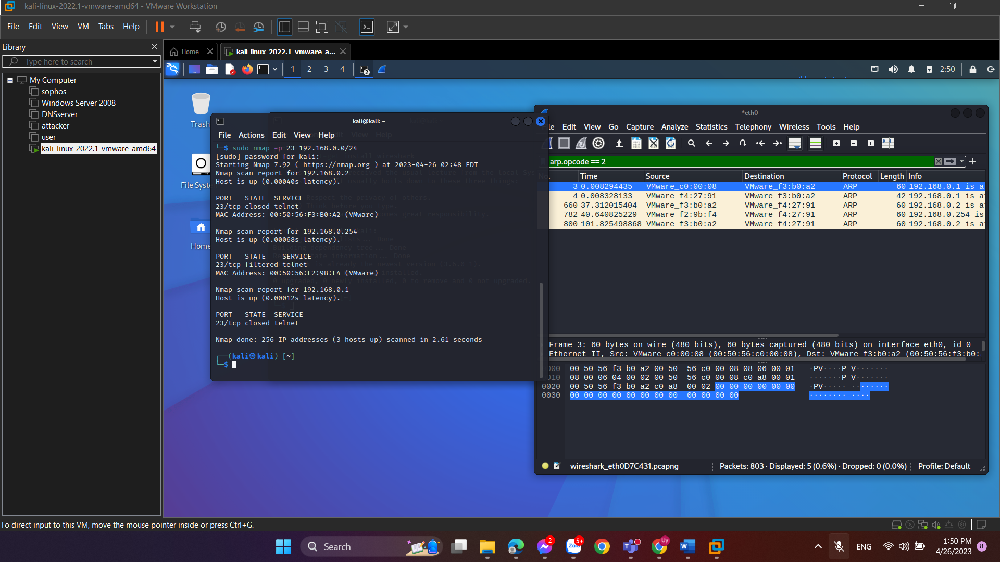 kali-linux-2022.1-vmware-amd64 - VMware Workstation
File Edit View VM Tabs Help
Library
Type here to search
My Computer
sophos
Windows Server 2008
DNSserver
attacker
user
kali-linux-2022.1-vmware-amd64
Home
kali-linux-2022.1-vmware-a...
1 2 3 4
2
2:50
Trash
File Syste
Home
kali@kali: ~
File Actions Edit View Help
└─$ sudo nmap -p 23 192.168.0.0/24
[sudo] password for kali:
Starting Nmap 7.92 ( https://nmap.org ) at 2023-04-26 02:48 EDT
Nmap scan report for 192.168.0.2
Host is up (0.00040s latency).
PORT STATE SERVICE
23/tcp closed telnet
MAC Address: 00:50:56:F3:B0:A2 (VMware)
Nmap scan report for 192.168.0.254
Host is up (0.00068s latency).
PORT STATE SERVICE
23/tcp filtered telnet
MAC Address: 00:50:56:F2:9B:F4 (VMware)
Nmap scan report for 192.168.0.1
Host is up (0.00012s latency).
PORT STATE SERVICE
23/tcp closed telnet
Nmap done: 256 IP addresses (3 hosts up) scanned in 2.61 seconds
┌──(kali㉿kali)-[~]
└─$
*eth0
le Edit View Go Capture Analyze Statistics Telephony Wireless Tools Help
arp.opcode == 2
No. Time Source Destination Protocol Length Info
3 0.008294435 VMware_c0:00:08 VMware_f3:b0:a2 ARP 60 192.168.0.1 is at
4 0.008328133 VMware_f4:27:91 VMware_f3:b0:a2 ARP 42 192.168.0.1 is at
660 37.312015404 VMware_f3:b0:a2 VMware_f4:27:91 ARP 60 192.168.0.2 is at
782 40.640825229 VMware_f2:9b:f4 VMware_f4:27:91 ARP 60 192.168.0.254 is
800 101.825498868 VMware_f3:b0:a2 VMware_f4:27:91 ARP 60 192.168.0.2 is at
Frame 3: 60 bytes on wire (480 bits), 60 bytes captured (480 bits) on interface eth0, id 0
Ethernet II, Src: VMware_c0:00:08 (00:50:56:c0:00:08), Dst: VMware_f3:b0:a2 (00:50:56:f3:b0:a
000 00 50 56 f3 b0 a2 00 50 56 c0 00 08 08 06 00 01 ·PV····P V·······
010 08 00 06 04 00 02 00 50 56 c0 00 08 c0 a8 00 01 ·······P V·······
0020 00 50 56 f3 b0 a2 c0 a8 00 02 00 00 00 00 00 00 ·PV····· ········
0030 00 00 00 00 00 00 00 00 00 00 00 00 ········ ····
wireshark_eth0D7C431.pcapng
Packets: 803 · Displayed: 5 (0.6%) · Dropped: 0 (0.0%)
Profile: Default
To direct input to this VM, move the mouse pointer inside or press Ctrl+G.
Search
2
5+
Zalo
Uy
ENG
1:50 PM
4/26/2023
8